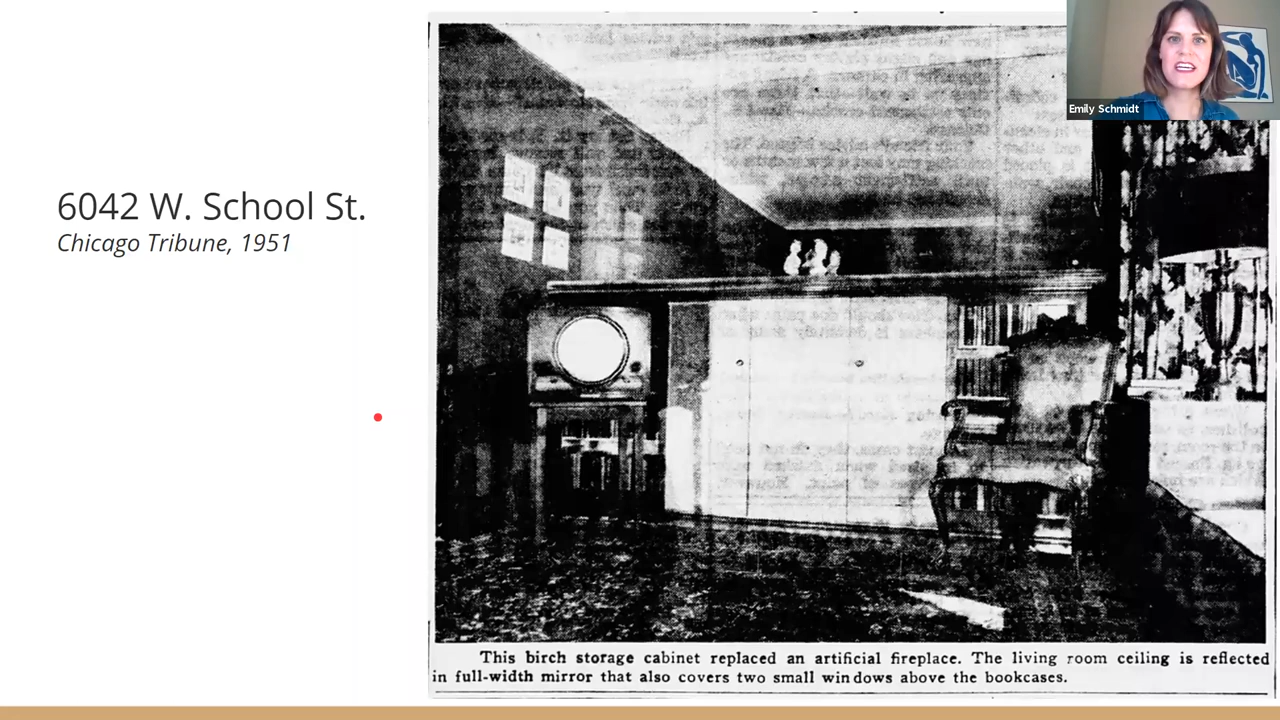 6042 W. School St.
Chicago Tribune, 1951
Emily Schmidt
This birch storage cabinet replaced an artificial fireplace. The living room ceiling is reflected
in full-width mirror that also covers two small windows above the bookcases.